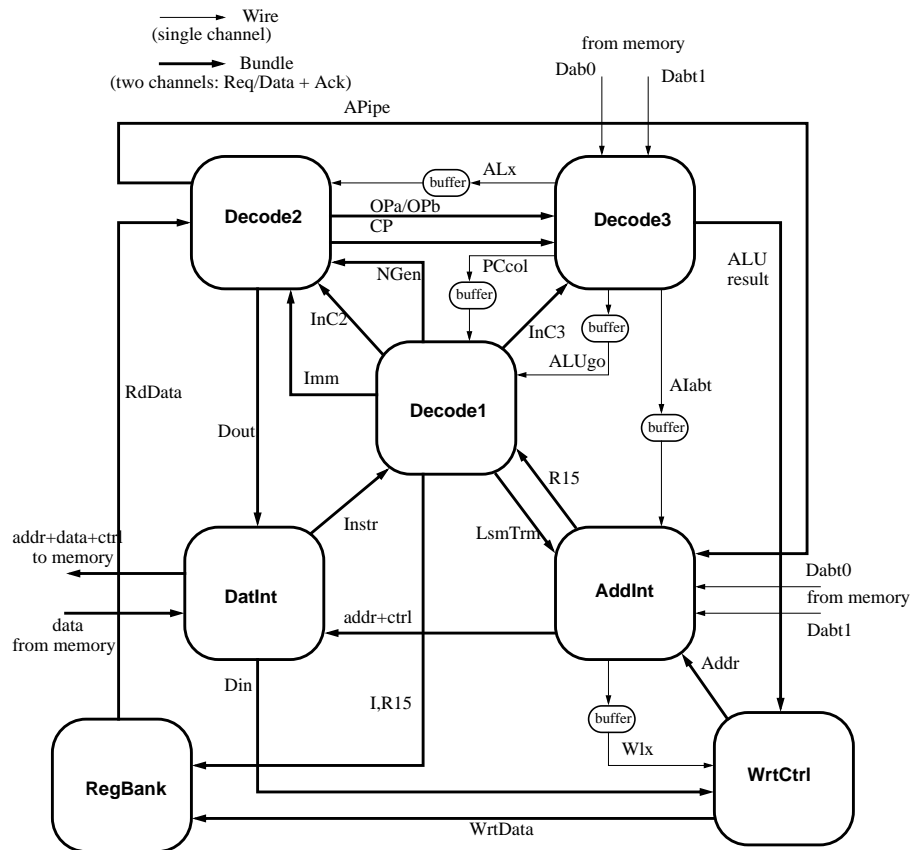 Wire
(single channel)
Bundle
(two channels: Req/Data + Ack)
from memory
Dab0
Dabt1
APipe
ALx
buffer
Decode2
OPa/OPb
CP
Decode3
NGen
PCcol
buffer
ALU
result
InC2
InC3
buffer
ALUgo
Imm
RdData
Decode1
AIabt
buffer
Dout
R15
Instr
LsmTrm
addr+data+ctrl
to memory
DatInt
AddInt
Dabt0
from memory
Dabt1
data
from memory
addr+ctrl
Addr
Din
I,R15
buffer
Wlx
RegBank
WrtCtrl
WrtData